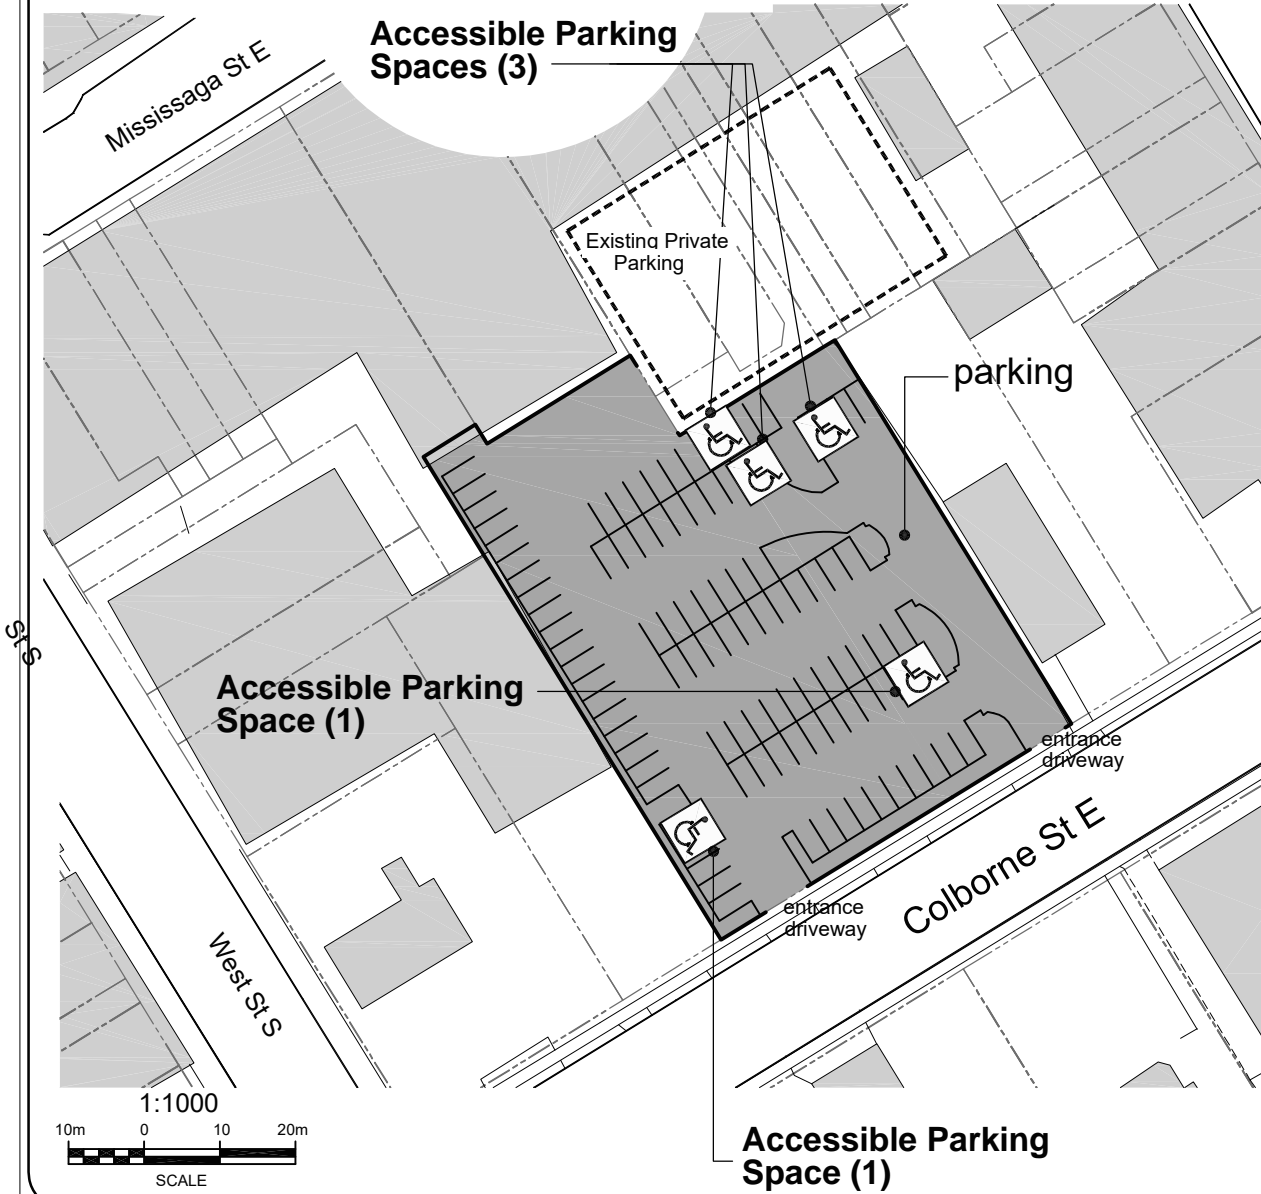 Accessible Parking
Spaces (3)
Mississaga St E
Existing Private
Parking
parking
St S
Accessible Parking
Space (1)
entrance
driveway
Colborne St E
entrance
driveway
West St S
1:1000
10m 0 10 20m
SCALE
Accessible Parking
Space (1)